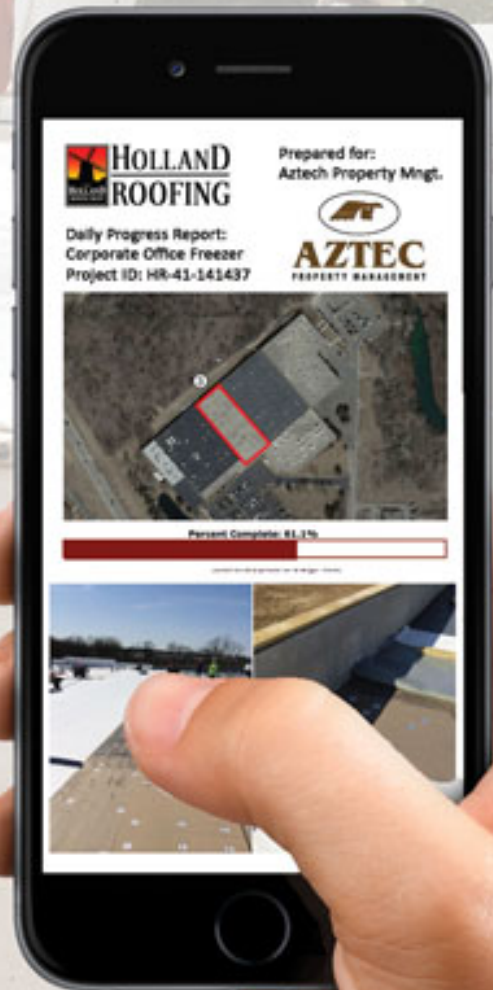 HOLLAND
ROOFING
Daily Progress Report:
Corporate Office Freezer
Project ID: HR-41-141437
Prepared for:
Aztech Property Mngt.
AZTEC
PROPERTY MANAGEMENT
Percent Complete: 61.1%